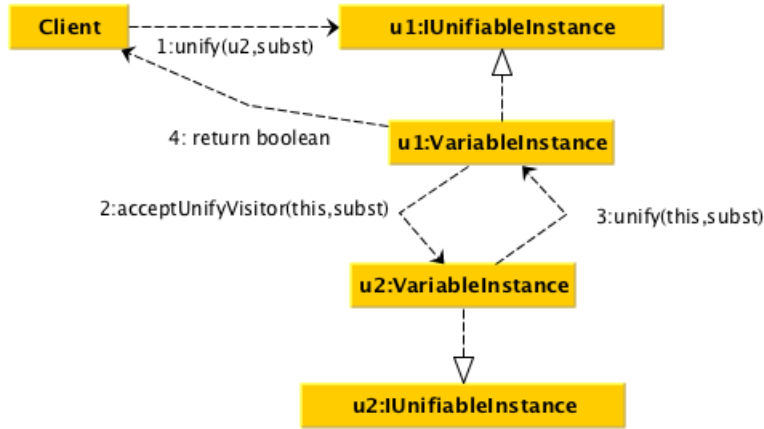 Client
u1:IUnifiableInstance
1:unify(u2,subst)
4: return boolean
u1:VariableInstance
2:acceptUnifyVisitor(this,subst)
3:unify(this,subst)
u2:VariableInstance
u2:IUnifiableInstance